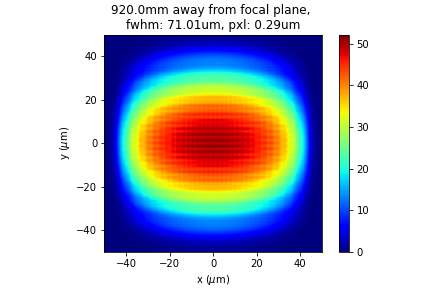 920.0mm away from focal plane,
fwhm: 71.01um, pxl: 0.29um
40
20
0
−20
−40
y (μm)
−40 −20 0 20 40
x (μm)
50
40
30
20
10
0